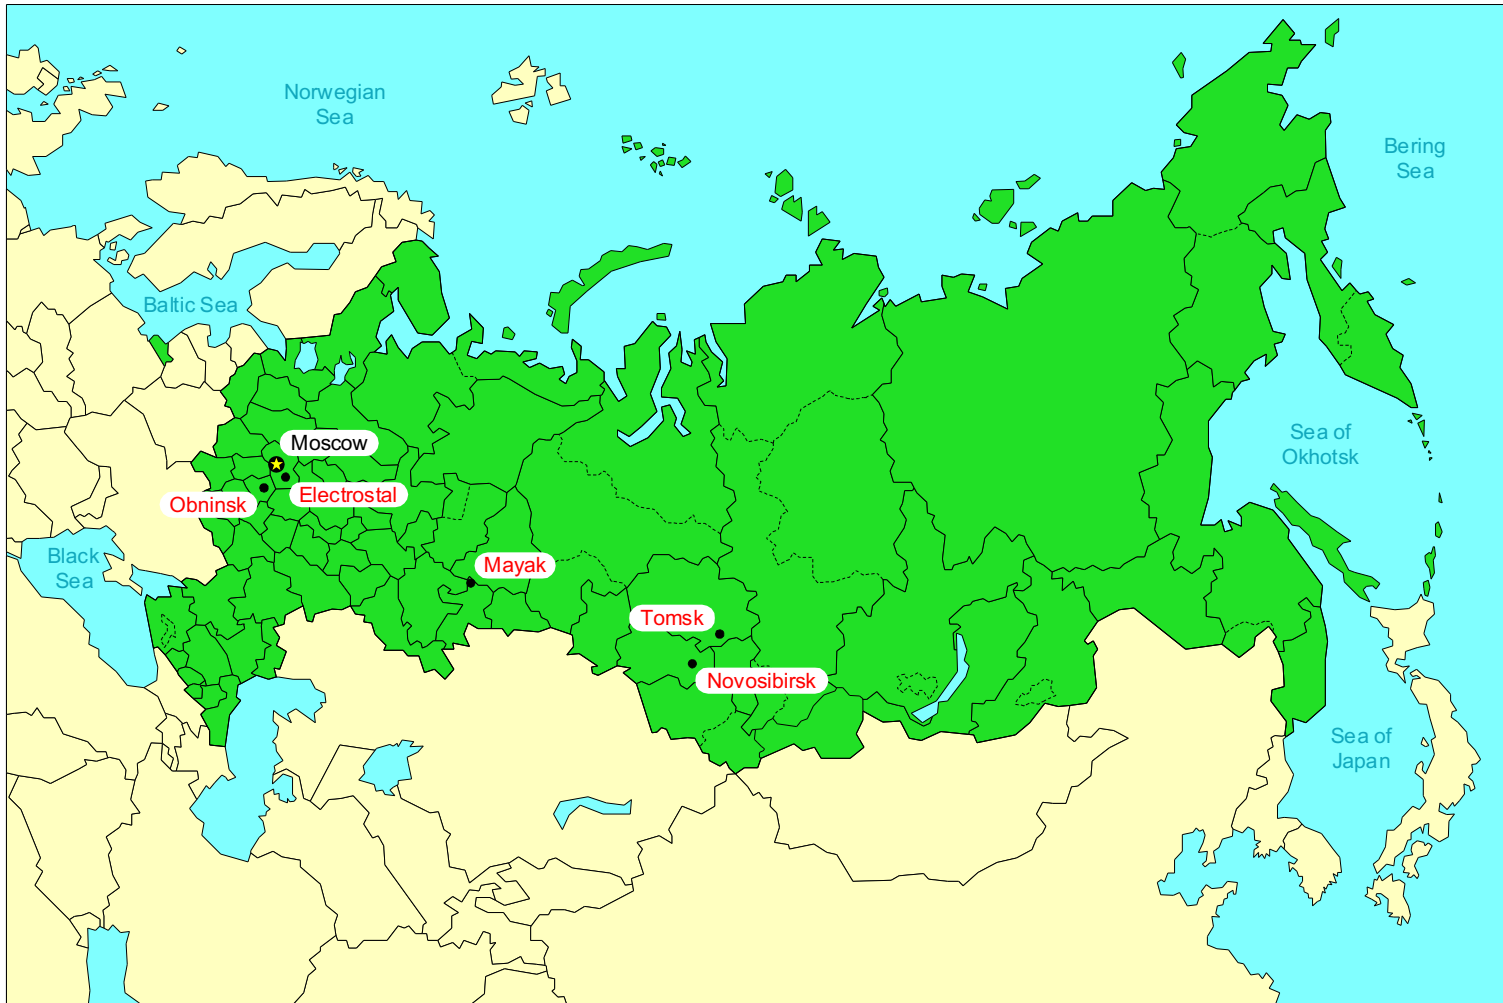 Norwegian
Sea
Bering
Sea
Baltic Sea
Moscow
Sea of
Okhotsk
Electrostal
Obninsk
Black
Sea
Mayak
Tomsk
Novosibirsk
Sea of
Japan